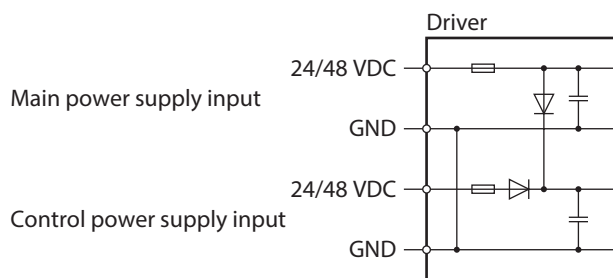 Driver
24/48 VDC
Main power supply input
GND
24/48 VDC
Control power supply input
GND